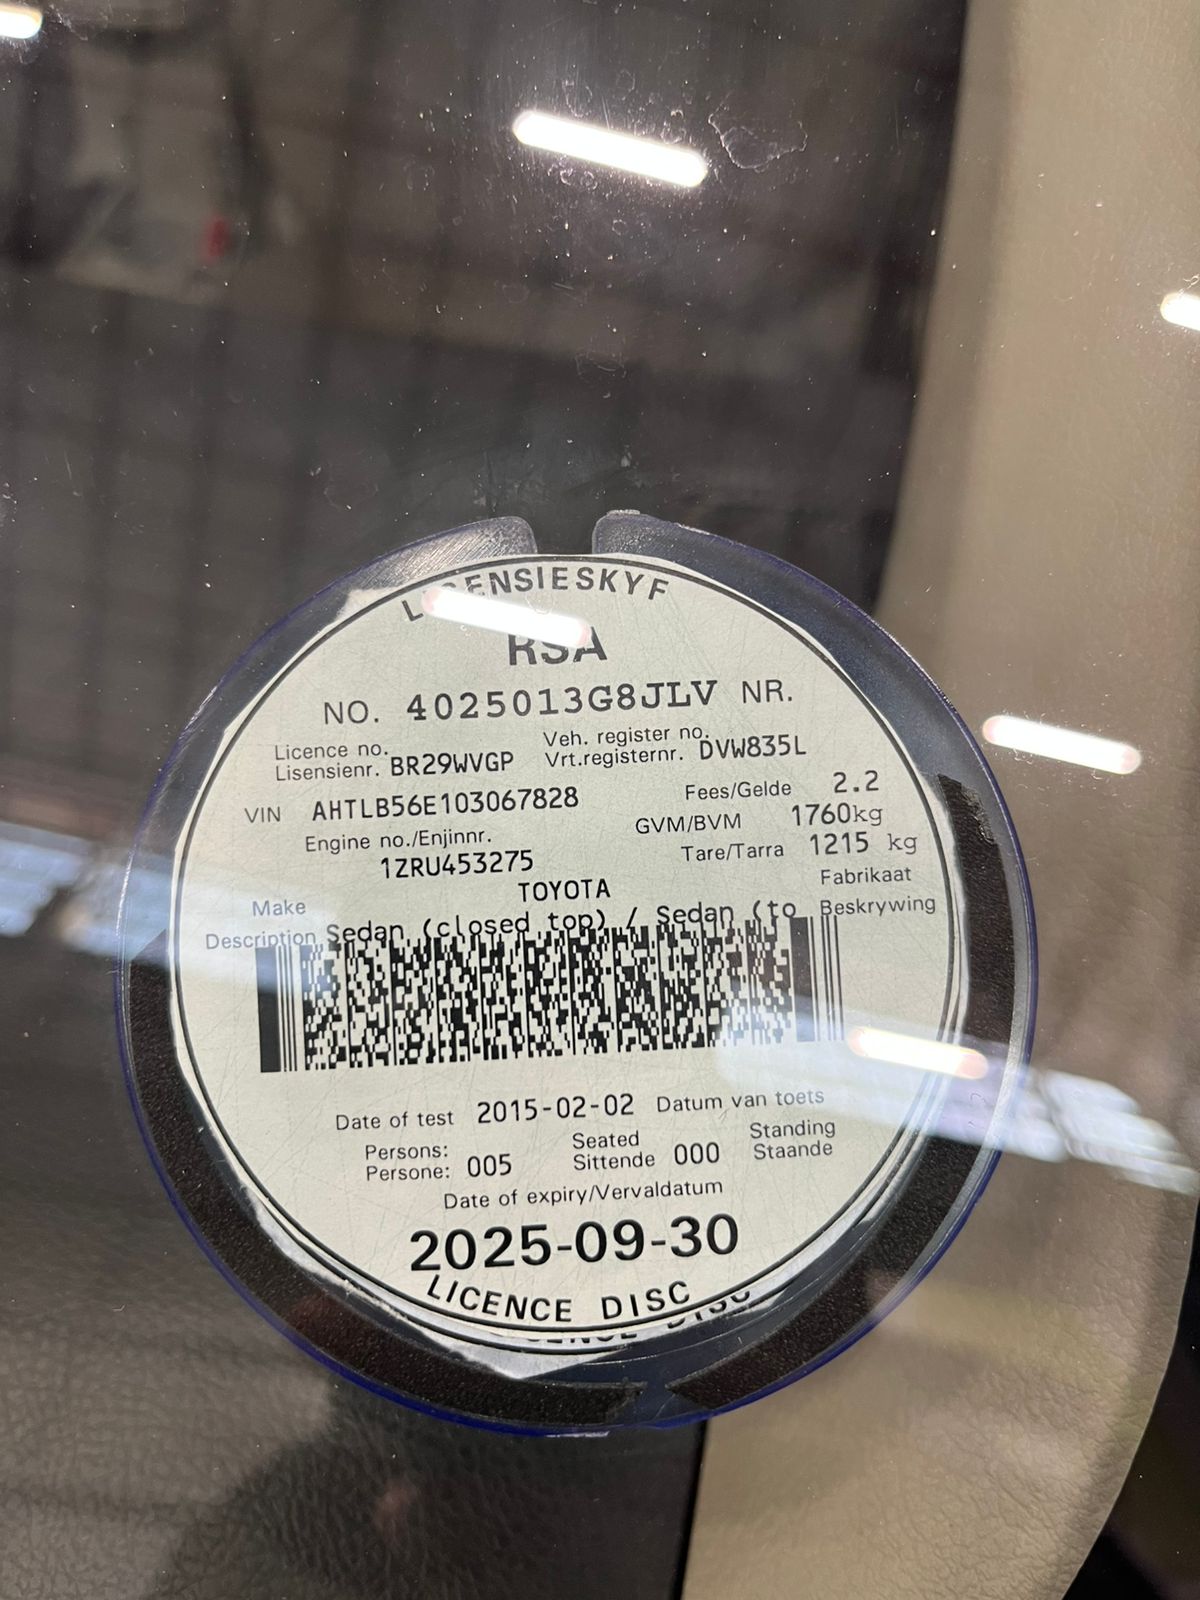 LISENSIESKYF
RSA
NO. 4025013G8JLV NR.
Licence no. Veh. register no.
Lisensienr. BR29WVGP Vrt.registernr. DVW835L
VIN AHTLB56E103067828 Fees/Gelde 2.2
Engine no./Enjinnr. GVM/BVM 1760kg
1ZRU453275 Tare/Tarra 1215 kg
Make TOYOTA Fabrikaat
Description Sedan (closed top) / Sedan (to Beskrywing
Date of test 2015-02-02 Datum van toets
Persons: Seated Standing
Persone: 005 Sittende 000 Staande
Date of expiry/Vervaldatum
2025-09-30
LICENCE DISC
DISC